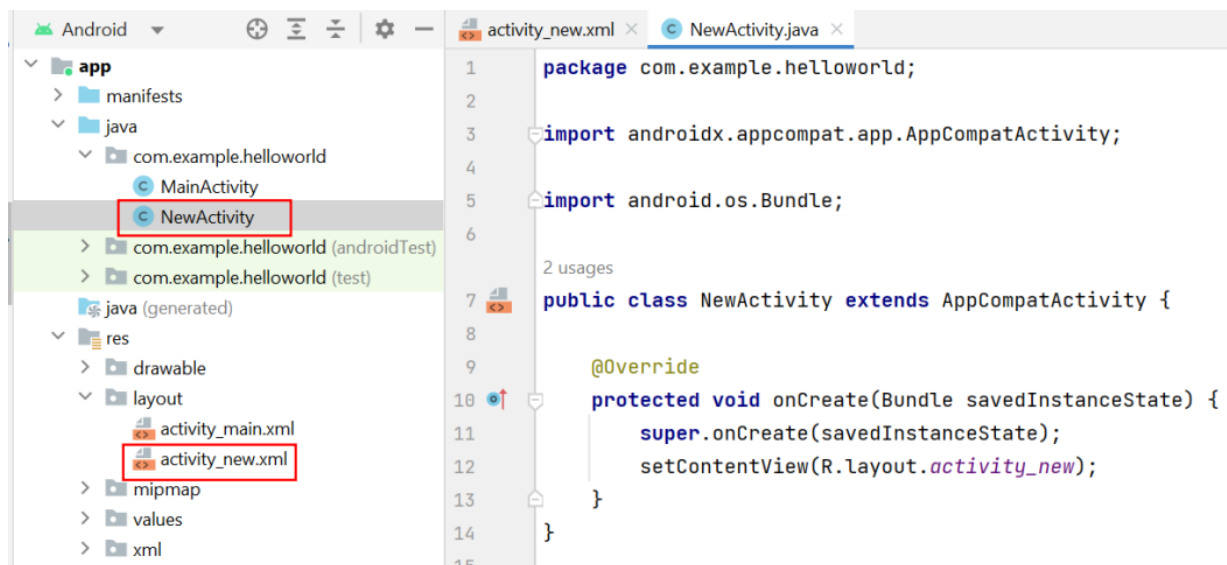 Android
app
manifests
java
com.example.helloworld
C MainActivity
C NewActivity
com.example.helloworld (androidTest)
com.example.helloworld (test)
java (generated)
res
drawable
layout
activity_main.xml
activity_new.xml
mipmap
values
xml
activity_new.xml
C NewActivity.java
1 package com.example.helloworld;
2
3 import androidx.appcompat.app.AppCompatActivity;
4
5 import android.os.Bundle;
6
2 usages
7 public class NewActivity extends AppCompatActivity {
8
9 @Override
10 protected void onCreate(Bundle savedInstanceState) {
11 super.onCreate(savedInstanceState);
12 setContentView(R.layout.activity_new);
13 }
14 }
15